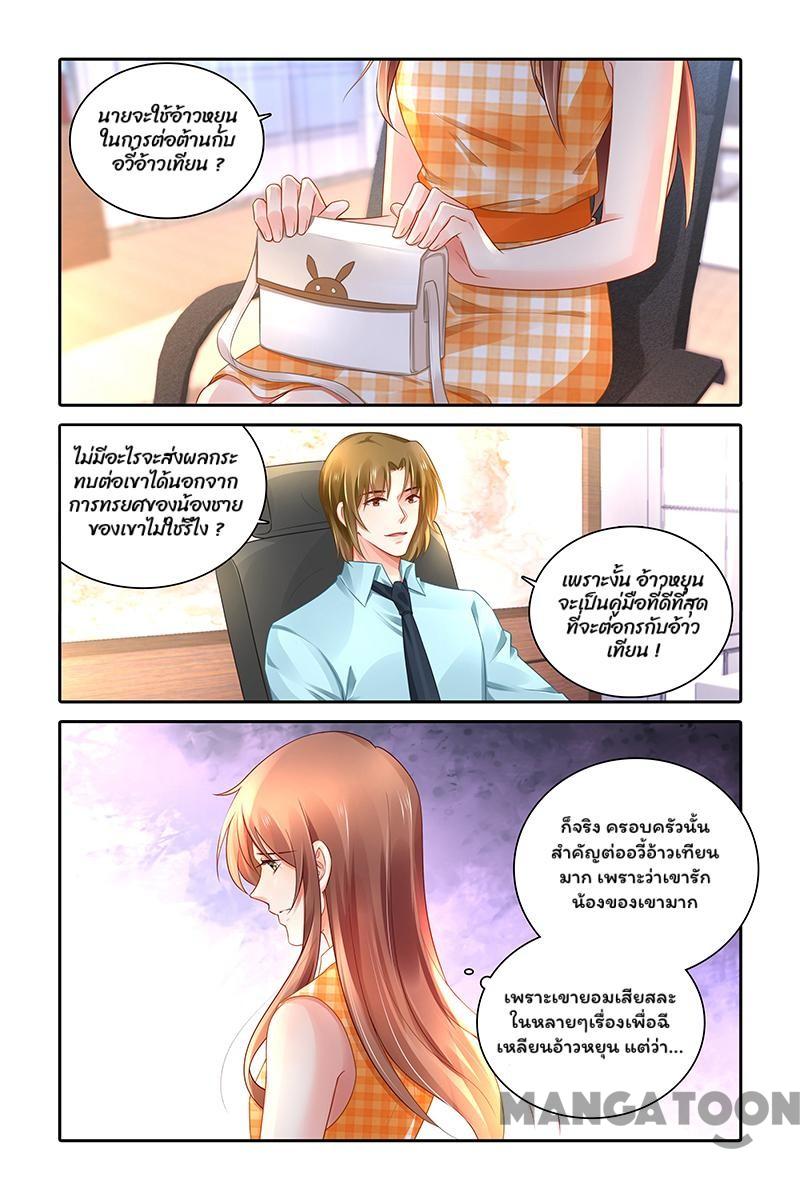 นายจะใช้อ้าวหยุน
ในการต่อต้านกับ
อวี้อ้าวเทียน ?
ไม่มีอะไรจะส่งผลกระ
ทบต่อเขาได้นอกจาก
การทรยศของน้องชาย
ของเขาไม่ใช่รึไง ?
เพราะงั้น อ้าวหยุน
จะเป็นคู่มือที่ดีที่สุด
ที่จะต่อกรกับอ้าว
เทียน !
ก็จริง ครอบครัวนั้น
สำคัญต่ออวี้อ้าวเทียน
มาก เพราะว่าเขารัก
น้องของเขามาก
เพราะเขายอมเสียสละ
ในหลายๆเรื่องเพื่อฉี
เหลียนอ้าวหยุน แต่ว่า...
MANGATOON